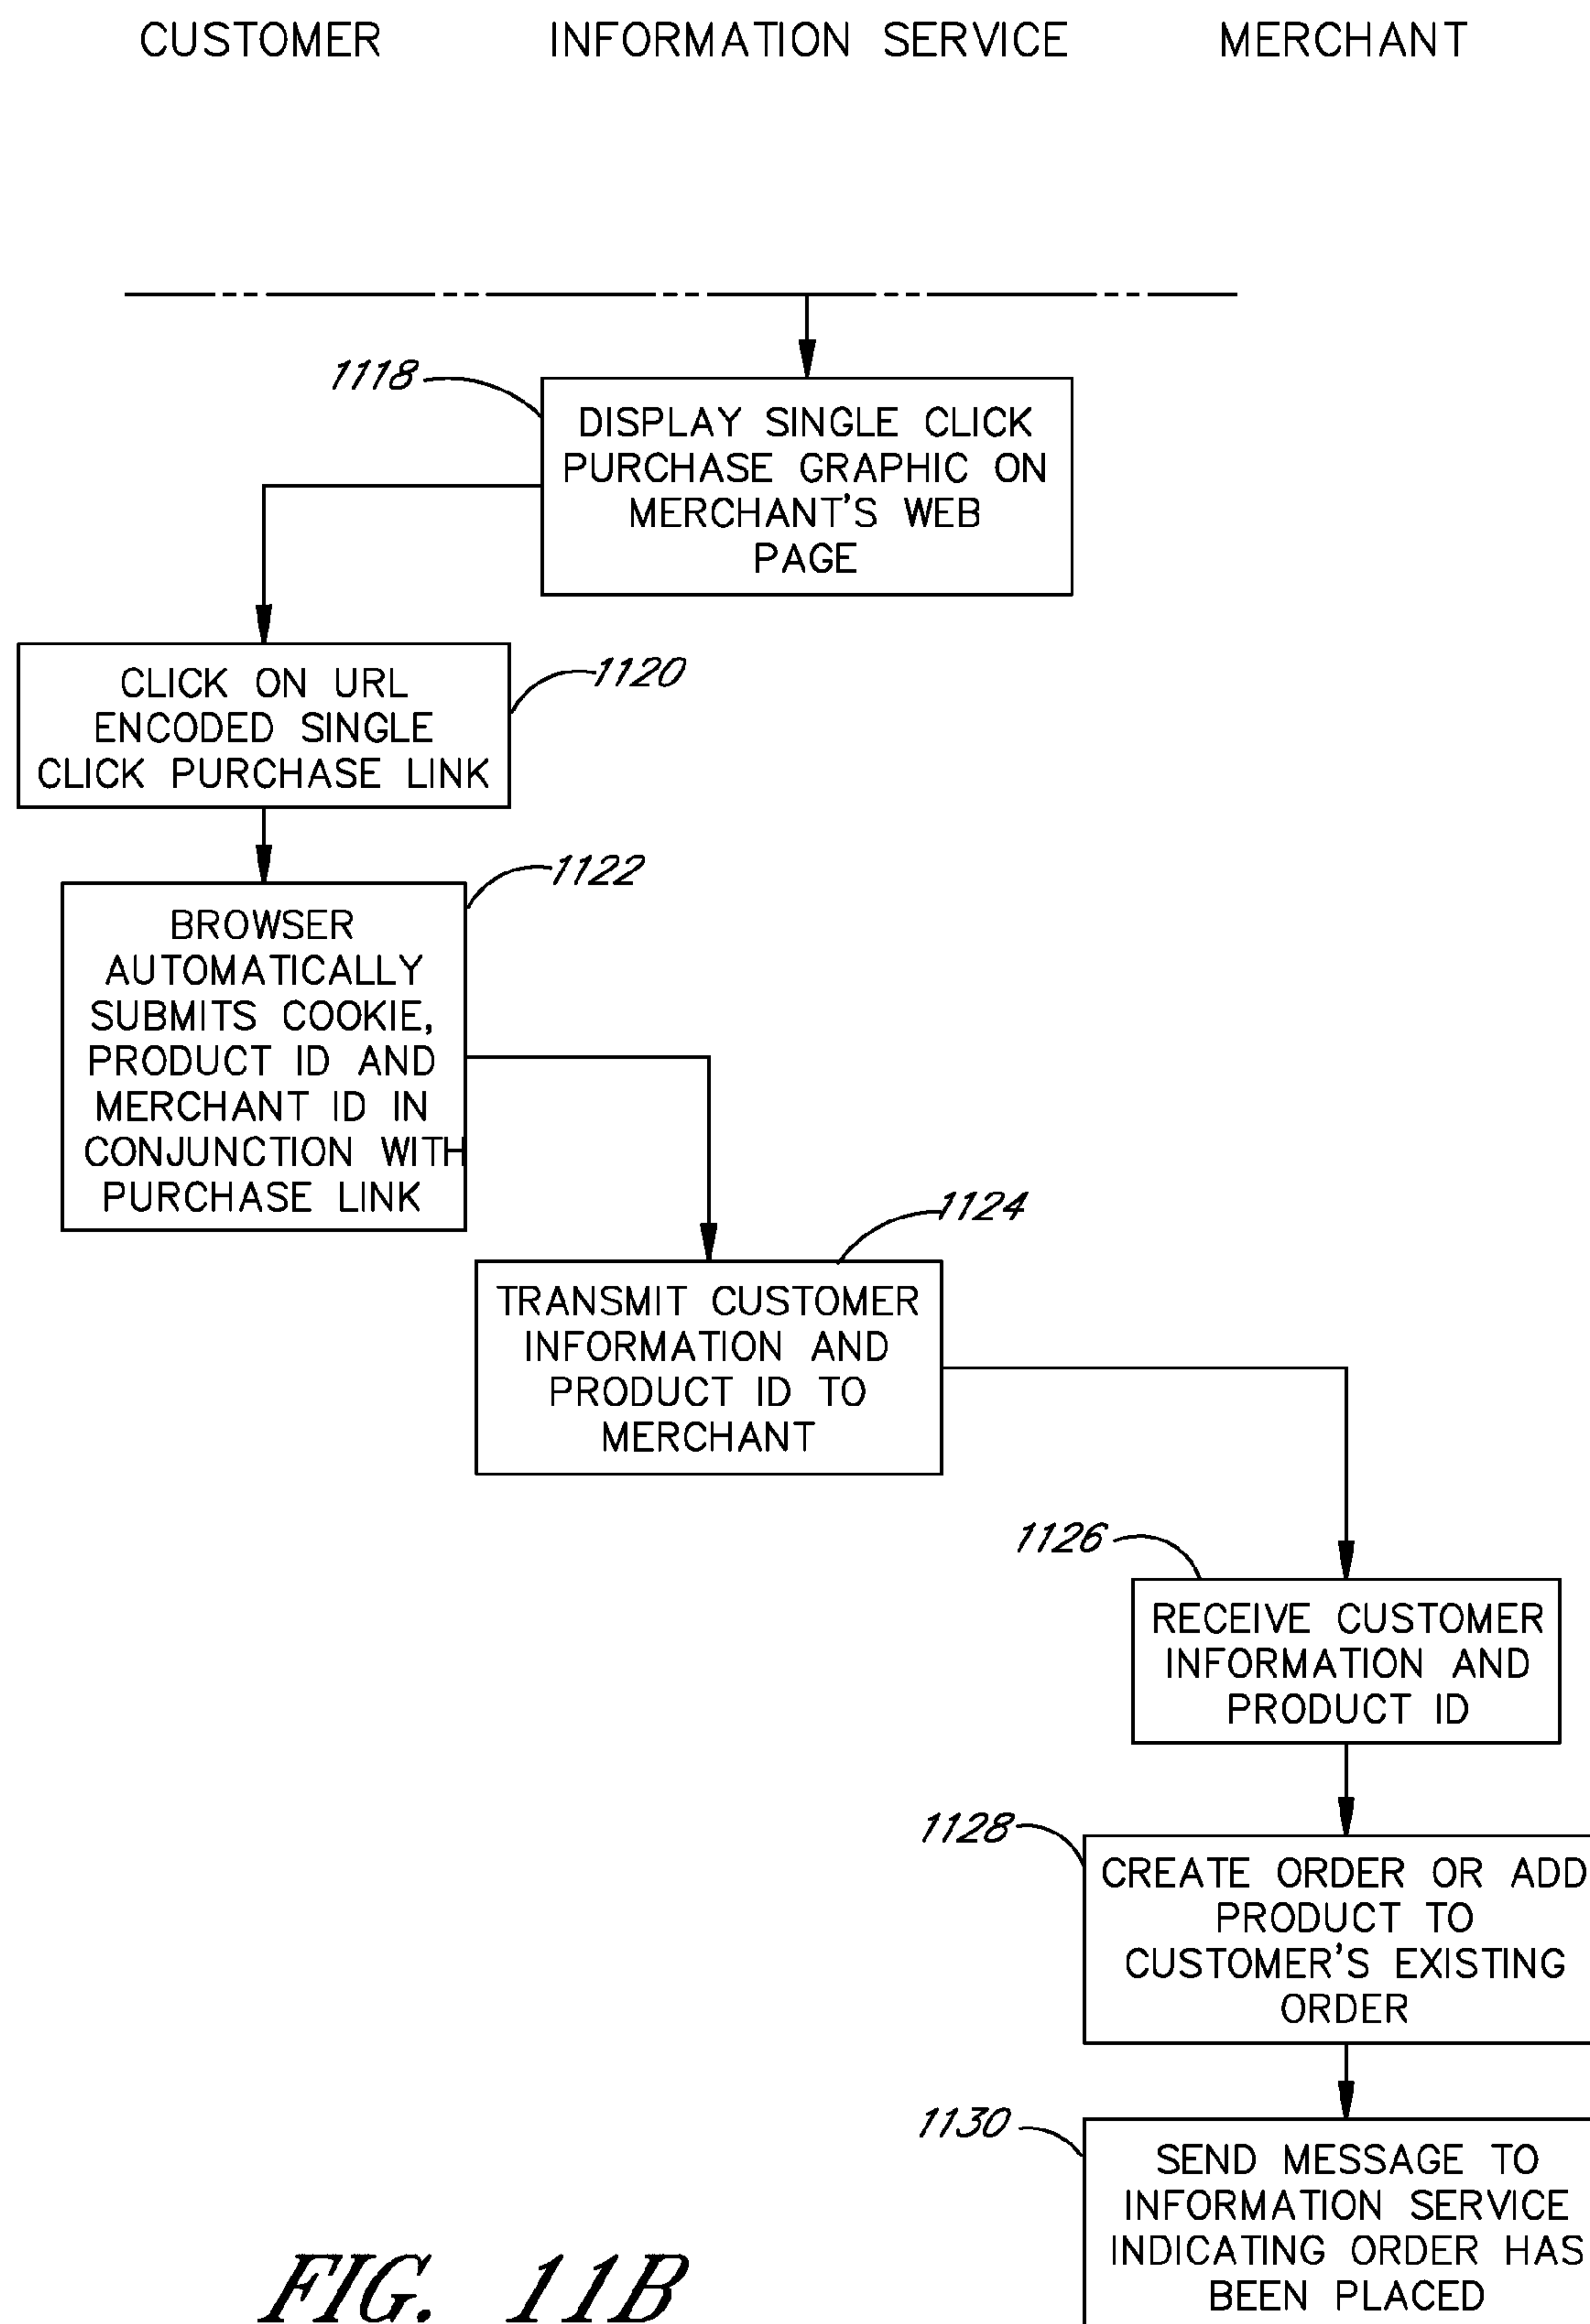 CUSTOMER INFORMATION SERVICE MERCHANT
1118
DISPLAY SINGLE CLICK
PURCHASE GRAPHIC ON
MERCHANT'S WEB
PAGE
1120
CLICK ON URL
ENCODED SINGLE
CLICK PURCHASE LINK
1122
BROWSER
AUTOMATICALLY
SUBMITS COOKIE,
PRODUCT ID AND
MERCHANT ID IN
CONJUNCTION WITH
PURCHASE LINK
1124
TRANSMIT CUSTOMER
INFORMATION AND
PRODUCT ID TO
MERCHANT
1126
RECEIVE CUSTOMER
INFORMATION AND
PRODUCT ID
1128
CREATE ORDER OR ADD
PRODUCT TO
CUSTOMER'S EXISTING
ORDER
1130
SEND MESSAGE TO
INFORMATION SERVICE
INDICATING ORDER HAS
BEEN PLACED
FIG. 11B